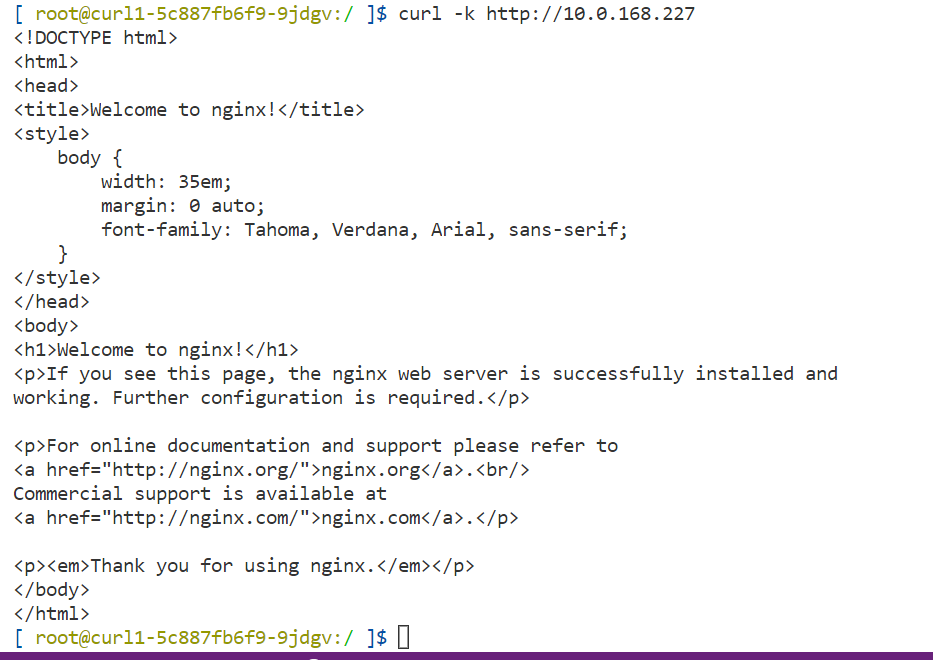 [ root@curl1-5c887fb6f9-9jdgv:/ ]$ curl -k http://10.0.168.227
<!DOCTYPE html>
<html>
<head>
<title>Welcome to nginx!</title>
<style>
    body {
        width: 35em;
        margin: 0 auto;
        font-family: Tahoma, Verdana, Arial, sans-serif;
    }
</style>
</head>
<body>
<h1>Welcome to nginx!</h1>
<p>If you see this page, the nginx web server is successfully installed and
working. Further configuration is required.</p>

<p>For online documentation and support please refer to
<a href="http://nginx.org/">nginx.org</a>.<br/>
Commercial support is available at
<a href="http://nginx.com/">nginx.com</a>.</p>

<p><em>Thank you for using nginx.</em></p>
</body>
</html>
[ root@curl1-5c887fb6f9-9jdgv:/ ]$